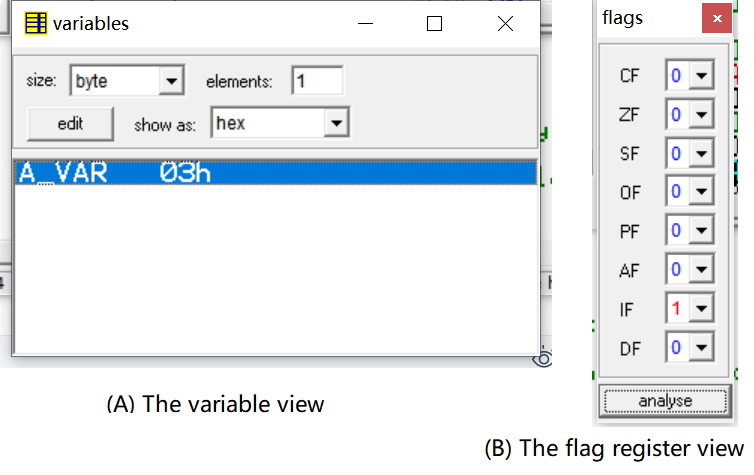 variables
size: byte elements: 1
edit show as: hex
A_VAR 03h
(A) The variable view
flags
CF 0
ZF 0
SF 0
OF 0
PF 0
AF 0
IF 1
DF 0
analyse
(B) The flag register view